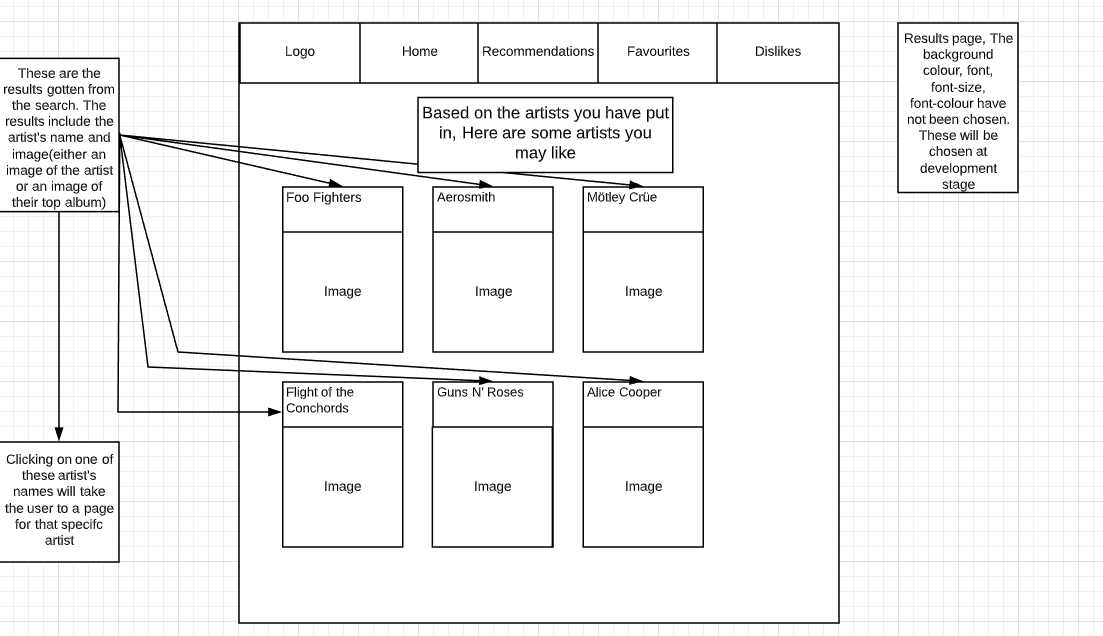 Logo
Home
Recommendations
Favourites
Dislikes
Results page, The
background
colour, font,
font-size,
font-colour have
not been chosen.
These will be
chosen at
development
stage
These are the
results gotten from
the search. The
results include the
artist's name and
image(either an
image of the artist
or an image of
their top album)
Based on the artists you have put
in, Here are some artists you
may like
Foo Fighters
Aerosmith
Mötley Crüe
Image
Image
Image
Flight of the
Conchords
Guns N' Roses
Alice Cooper
Image
Image
Image
Clicking on one of
these artist's
names will take
the user to a page
for that specifc
artist